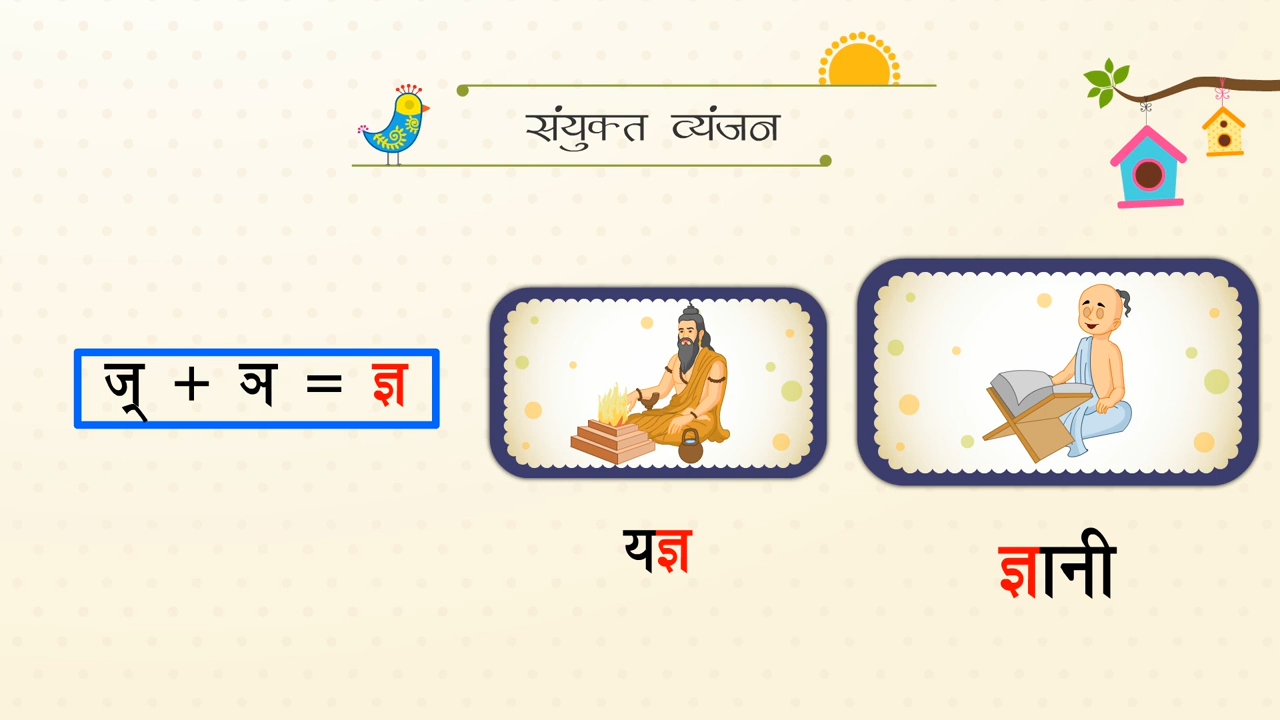 संयुक्त व्यंजन
ज् + ञ = ज्ञ
यज्ञ
ज्ञानी